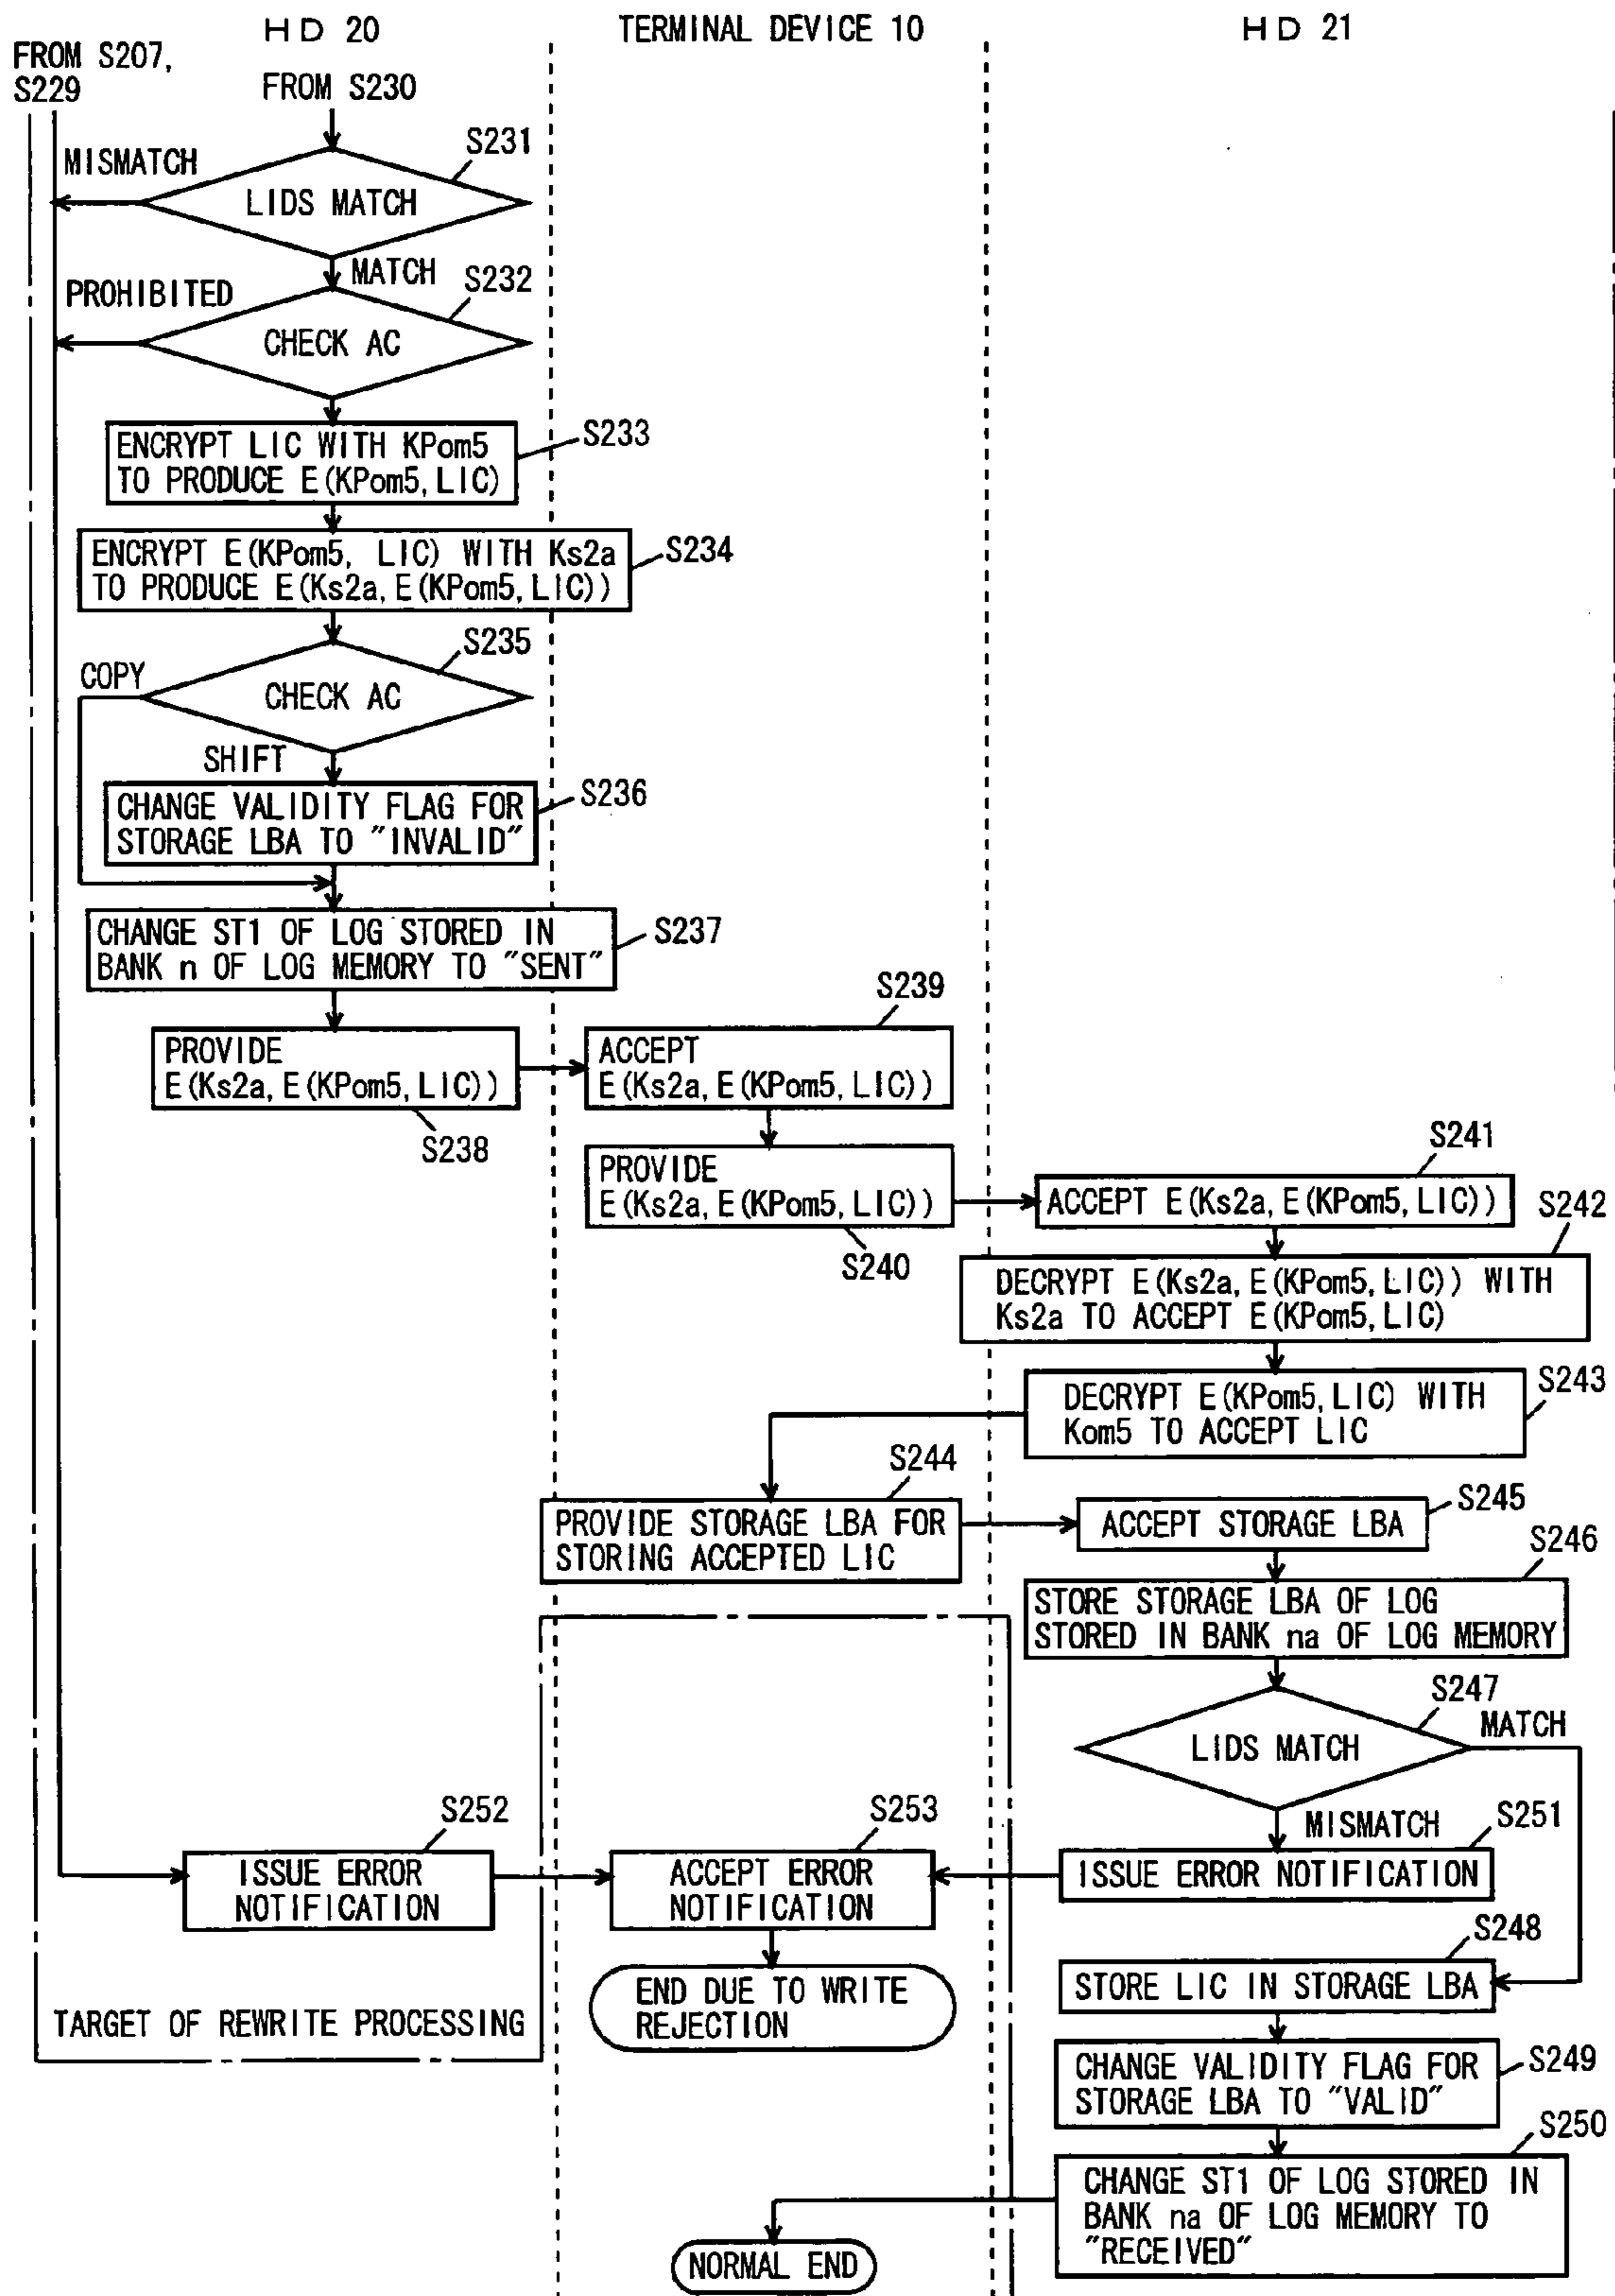 HD 20
TERMINAL DEVICE 10
HD 21
FROM S207,
S229
FROM S230
S231
MISMATCH
LIDS MATCH
MATCH
S232
PROHIBITED
CHECK AC
S233
ENCRYPT LIC WITH KPom5
TO PRODUCE E(KPom5, LIC)
S234
ENCRYPT E(KPom5, LIC) WITH Ks2a
TO PRODUCE E(Ks2a, E(KPom5, LIC))
S235
COPY
CHECK AC
SHIFT
S236
CHANGE VALIDITY FLAG FOR
STORAGE LBA TO "INVALID"
S237
CHANGE ST1 OF LOG STORED IN
BANK n OF LOG MEMORY TO "SENT"
S239
PROVIDE
E(Ks2a, E(KPom5, LIC))
S238
ACCEPT
E(Ks2a, E(KPom5, LIC))
PROVIDE
E(Ks2a, E(KPom5, LIC))
S240
S241
ACCEPT E(Ks2a, E(KPom5, LIC))
S242
DECRYPT E(Ks2a, E(KPom5, LIC)) WITH
Ks2a TO ACCEPT E(KPom5, LIC)
S243
DECRYPT E(KPom5, LIC) WITH
Kom5 TO ACCEPT LIC
S244
PROVIDE STORAGE LBA FOR
STORING ACCEPTED LIC
S245
ACCEPT STORAGE LBA
S246
STORE STORAGE LBA OF LOG
STORED IN BANK na OF LOG MEMORY
S247
LIDS MATCH
MATCH
MISMATCH
S251
ISSUE ERROR NOTIFICATION
S252
ISSUE ERROR
NOTIFICATION
S253
ACCEPT ERROR
NOTIFICATION
END DUE TO WRITE
REJECTION
TARGET OF REWRITE PROCESSING
S248
STORE LIC IN STORAGE LBA
S249
CHANGE VALIDITY FLAG FOR
STORAGE LBA TO "VALID"
S250
CHANGE ST1 OF LOG STORED IN
BANK na OF LOG MEMORY TO
"RECEIVED"
NORMAL END